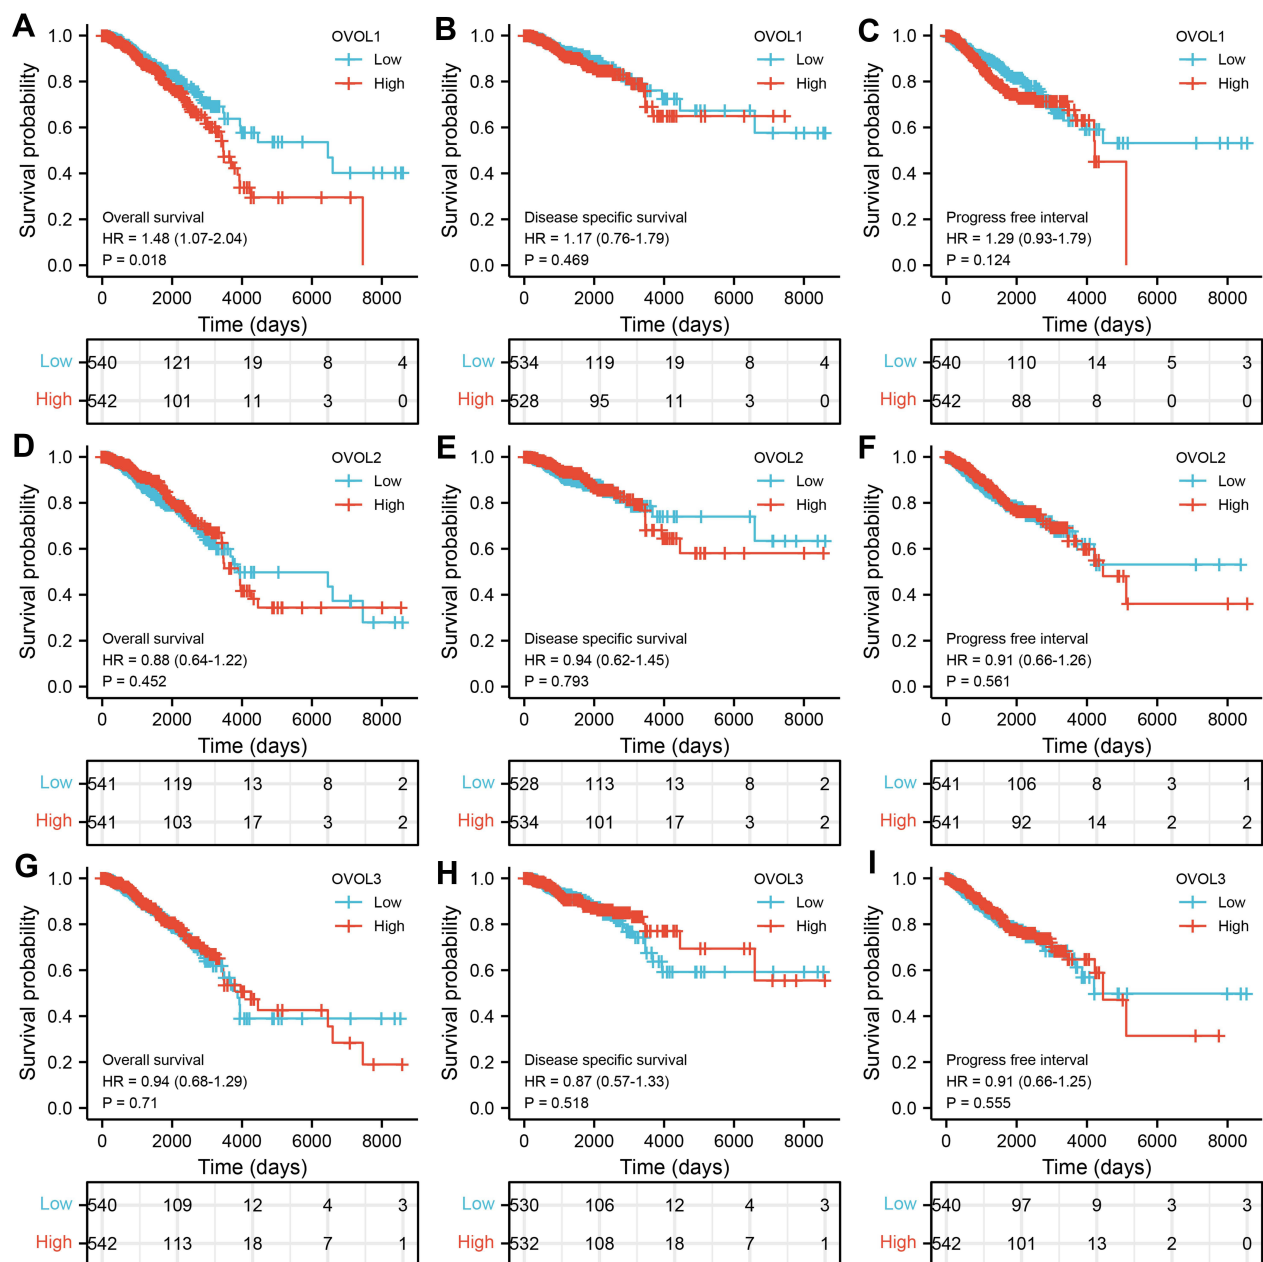 A
Survival probability
1.0
0.8
0.6
0.4
0.2
0.0
OVOL1
Low
High
Overall survival
HR = 1.48 (1.07-2.04)
P = 0.018
0 2000 4000 6000 8000
Time (days)
Low 540 121 19 8 4
High 542 101 11 3 0
B
Survival probability
1.0
0.8
0.6
0.4
0.2
0.0
OVOL1
Low
High
Disease specific survival
HR = 1.17 (0.76-1.79)
P = 0.469
0 2000 4000 6000 8000
Time (days)
Low 534 119 19 8 4
High 528 95 11 3 0
C
Survival probability
1.0
0.8
0.6
0.4
0.2
0.0
OVOL1
Low
High
Progress free interval
HR = 1.29 (0.93-1.79)
P = 0.124
0 2000 4000 6000 8000
Time (days)
Low 540 110 14 5 3
High 542 88 8 0 0
D
Survival probability
1.0
0.8
0.6
0.4
0.2
0.0
OVOL2
Low
High
Overall survival
HR = 0.88 (0.64-1.22)
P = 0.452
0 2000 4000 6000 8000
Time (days)
Low 541 119 13 8 2
High 541 103 17 3 2
E
Survival probability
1.0
0.8
0.6
0.4
0.2
0.0
OVOL2
Low
High
Disease specific survival
HR = 0.94 (0.62-1.45)
P = 0.793
0 2000 4000 6000 8000
Time (days)
Low 528 113 13 8 2
High 534 101 17 3 2
F
Survival probability
1.0
0.8
0.6
0.4
0.2
0.0
OVOL2
Low
High
Progress free interval
HR = 0.91 (0.66-1.26)
P = 0.561
0 2000 4000 6000 8000
Time (days)
Low 541 106 8 3 1
High 541 92 14 2 2
G
Survival probability
1.0
0.8
0.6
0.4
0.2
0.0
OVOL3
Low
High
Overall survival
HR = 0.94 (0.68-1.29)
P = 0.71
0 2000 4000 6000 8000
Time (days)
Low 540 109 12 4 3
High 542 113 18 7 1
H
Survival probability
1.0
0.8
0.6
0.4
0.2
0.0
OVOL3
Low
High
Disease specific survival
HR = 0.87 (0.57-1.33)
P = 0.518
0 2000 4000 6000 8000
Time (days)
Low 530 106 12 4 3
High 532 108 18 7 1
I
Survival probability
1.0
0.8
0.6
0.4
0.2
0.0
OVOL3
Low
High
Progress free interval
HR = 0.91 (0.66-1.25)
P = 0.555
0 2000 4000 6000 8000
Time (days)
Low 540 97 9 3 3
High 542 101 13 2 0